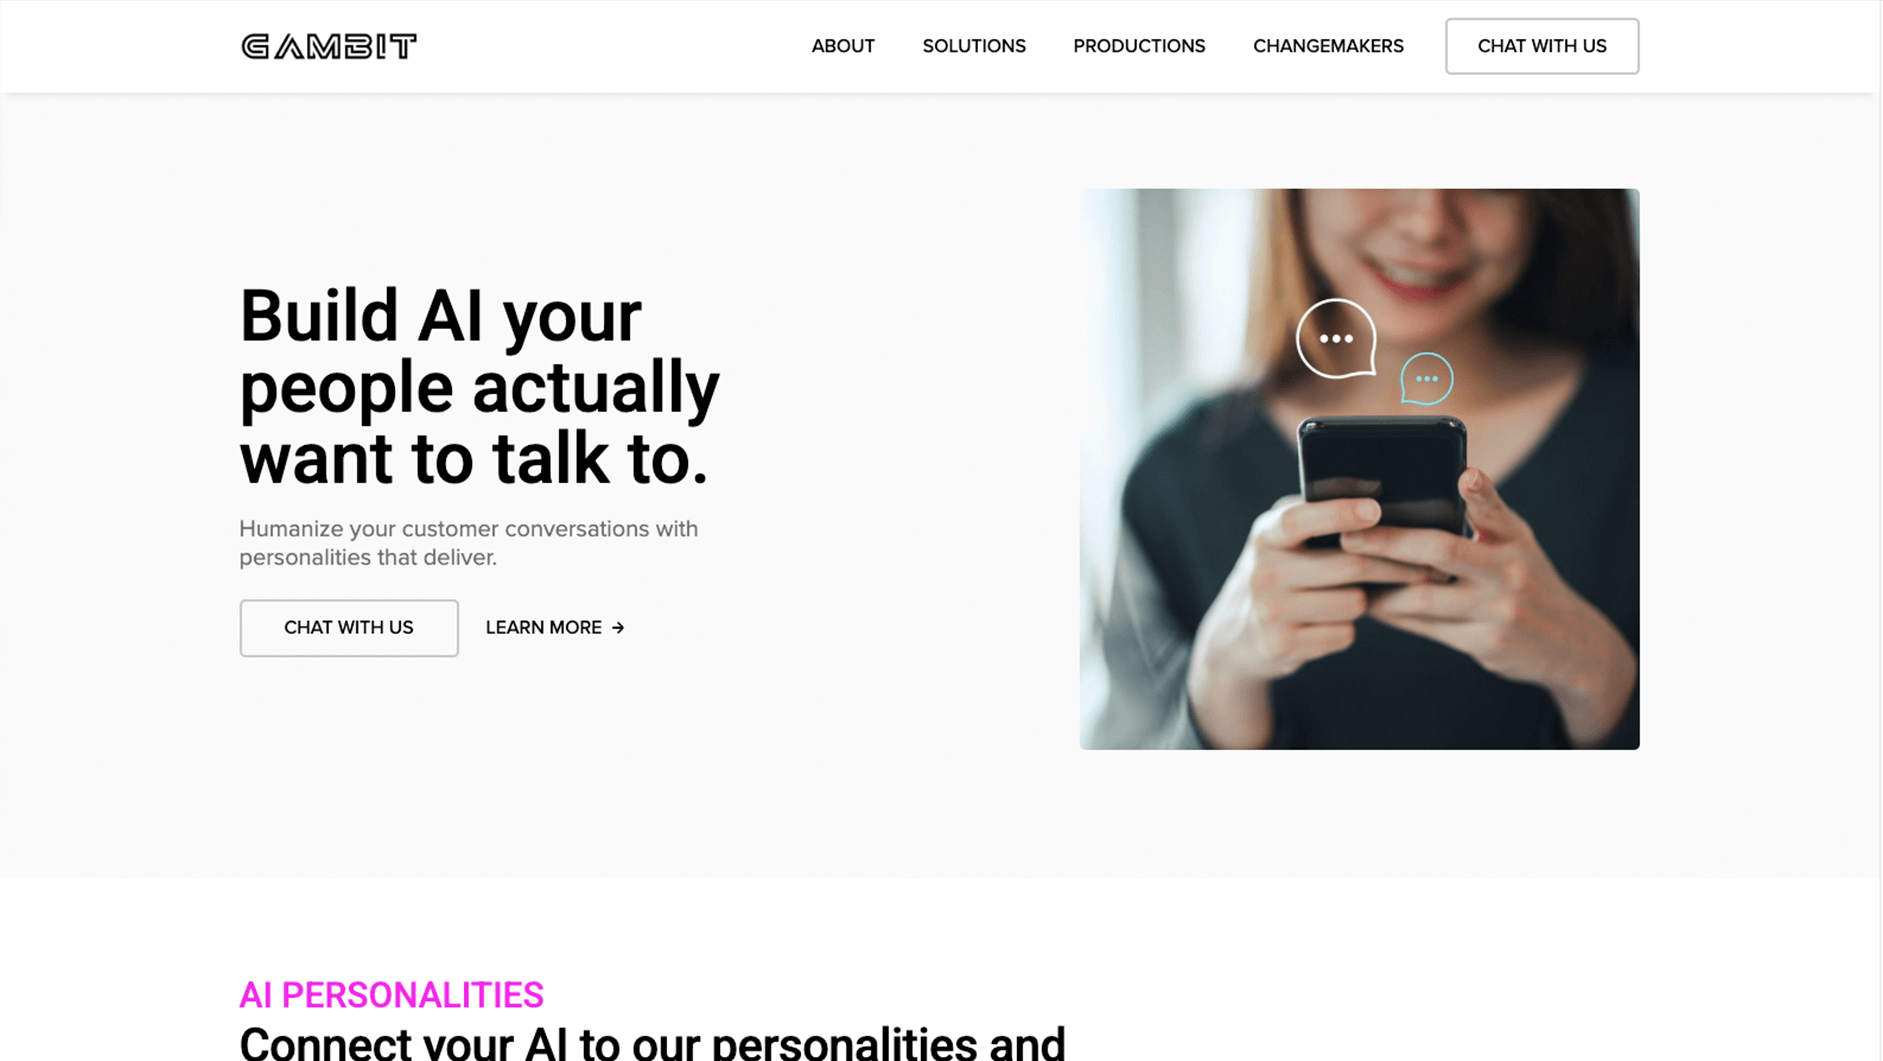 GAMBIT
ABOUT
SOLUTIONS
PRODUCTIONS
CHANGEMAKERS
CHAT WITH US
Build AI your
people actually
want to talk to.
Humanize your customer conversations with
personalities that deliver.
CHAT WITH US
LEARN MORE →
AI PERSONALITIES
Connect your AI to our personalities and